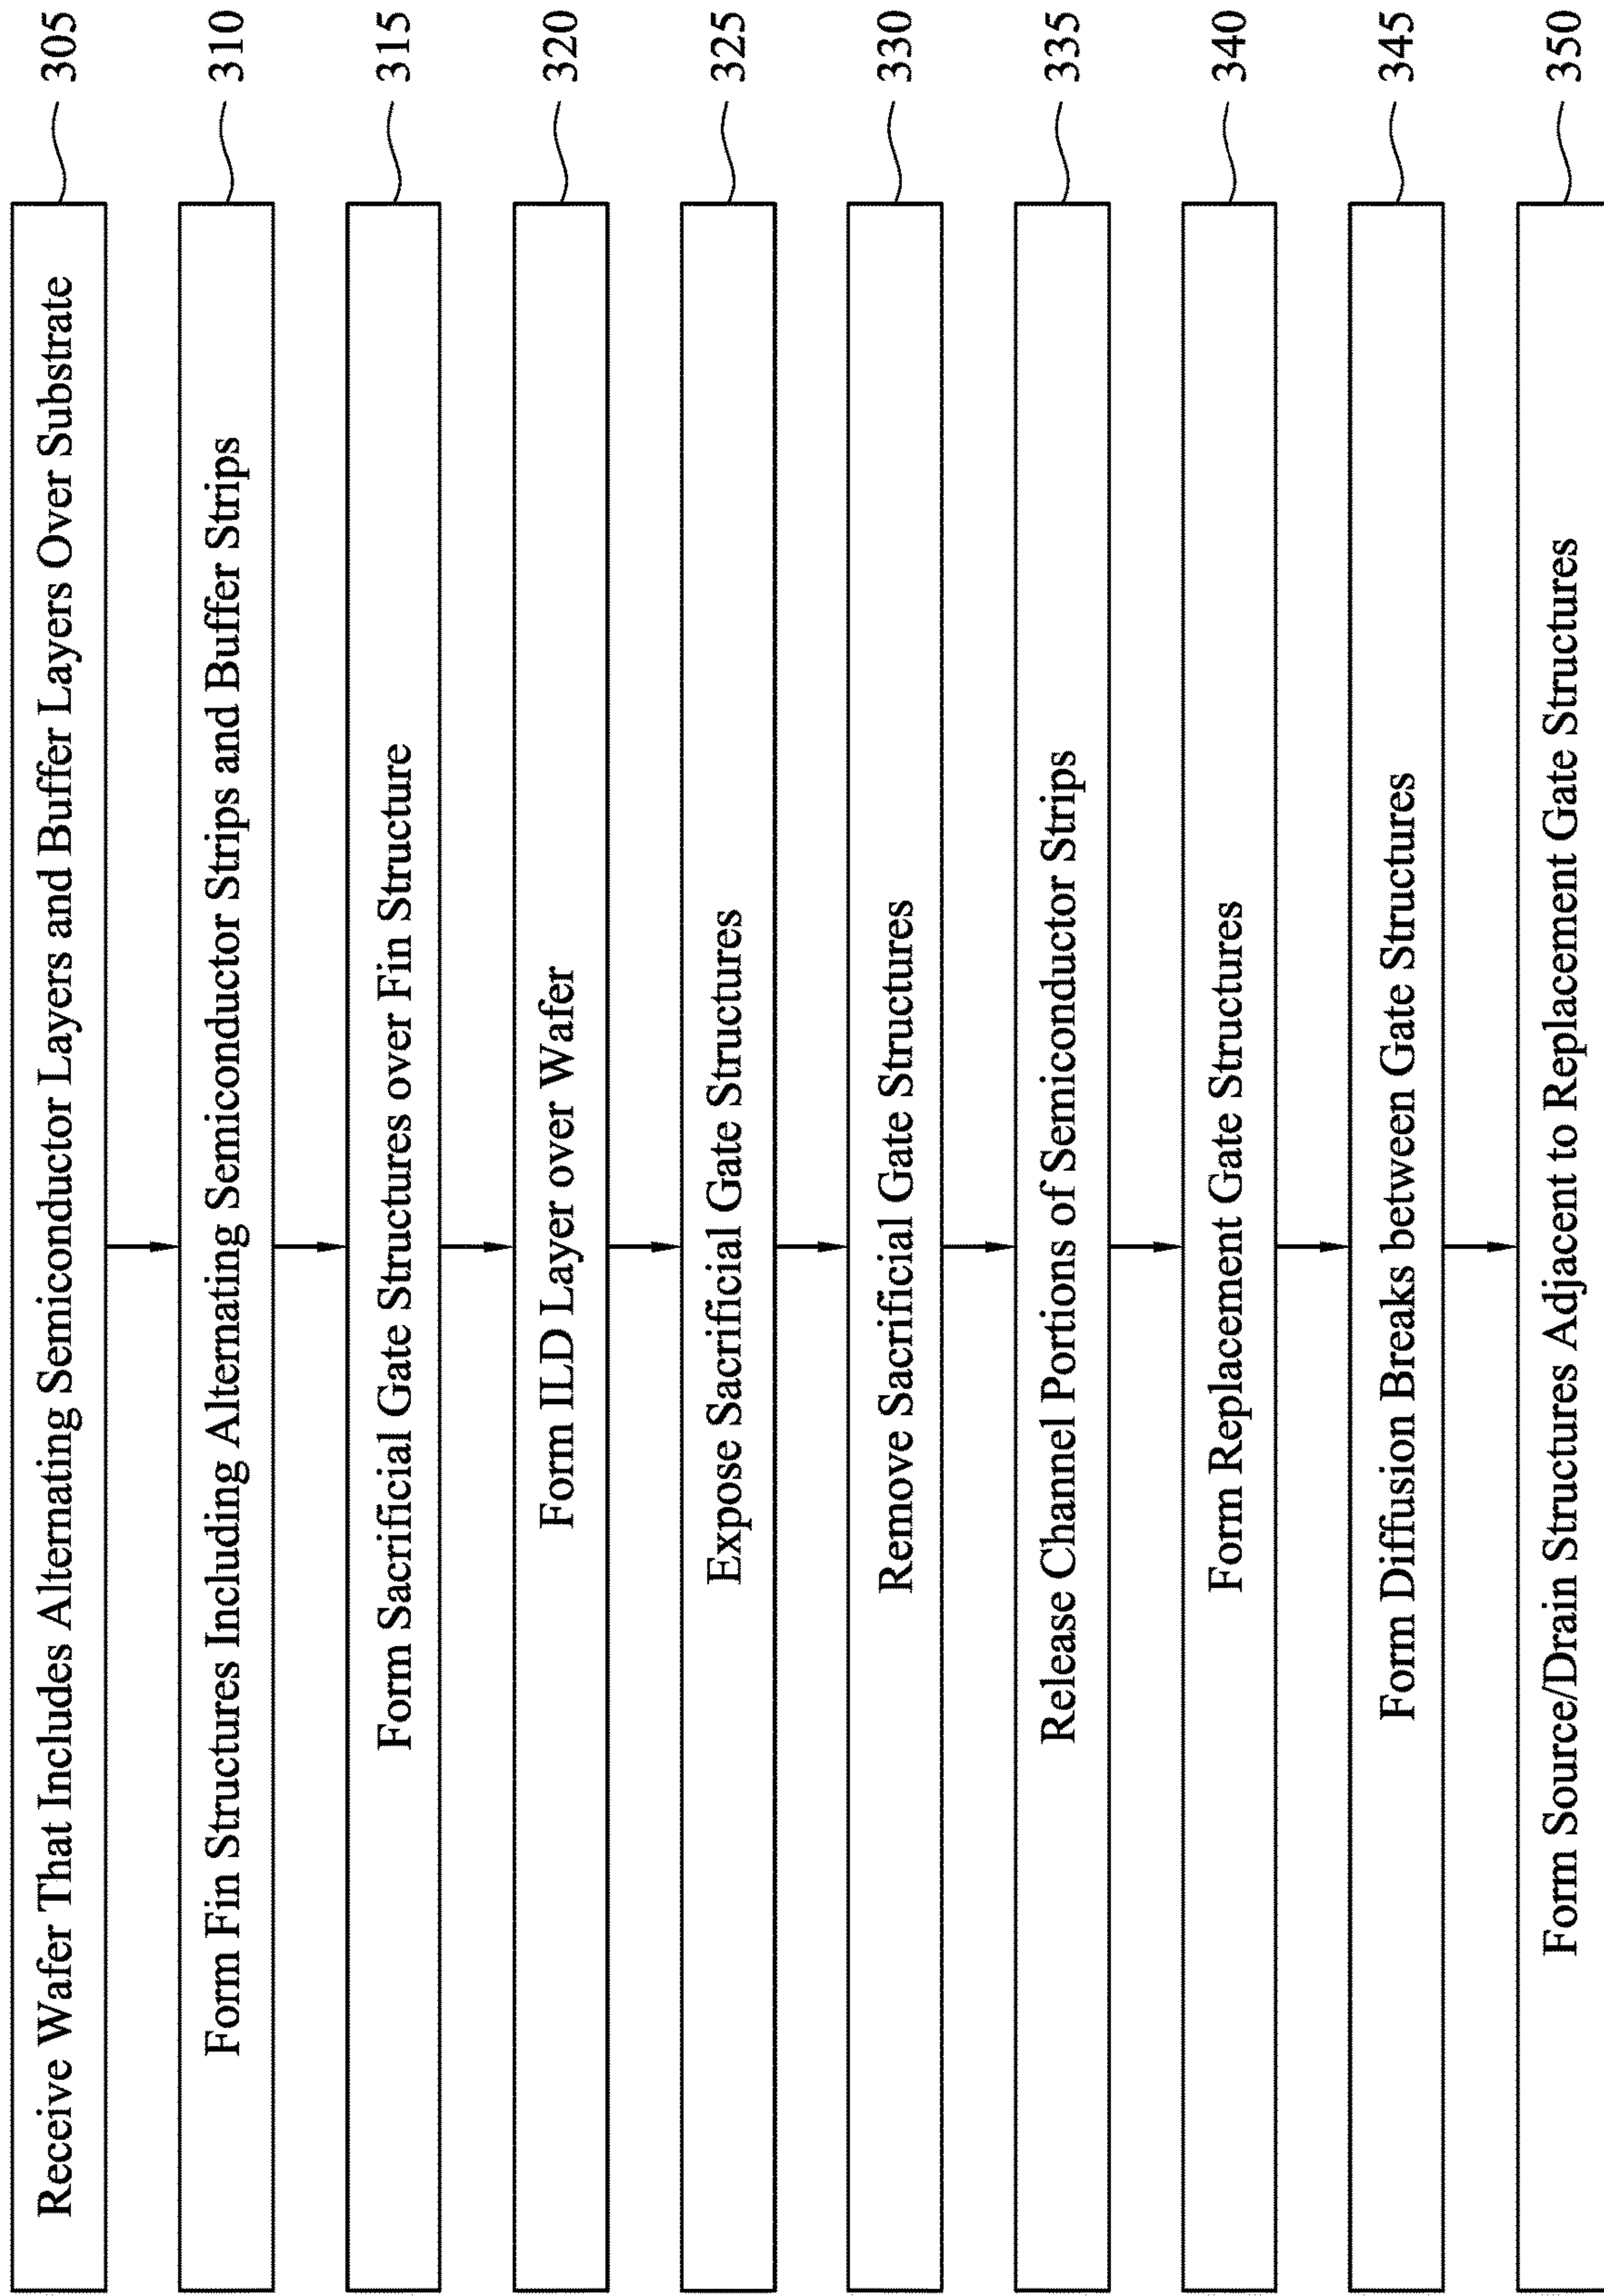 Receive Wafer That Includes Alternating Semiconductor Layers and Buffer Layers Over Substrate
305
Form Fin Structures Including Alternating Semiconductor Strips and Buffer Strips
310
Form Sacrificial Gate Structures over Fin Structure
315
Form ILD Layer over Wafer
320
Expose Sacrificial Gate Structures
325
Remove Sacrificial Gate Structures
330
Release Channel Portions of Semiconductor Strips
335
Form Replacement Gate Structures
340
Form Diffusion Breaks between Gate Structures
345
Form Source/Drain Structures Adjacent to Replacement Gate Structures
350